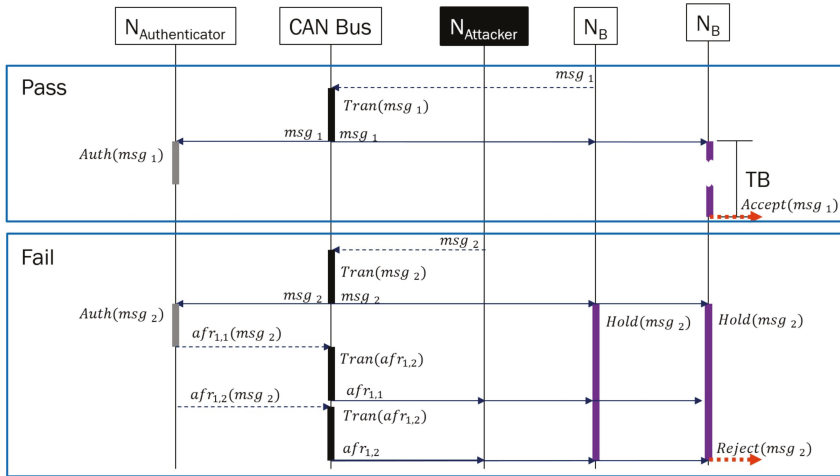 N_Authenticator CAN Bus N_Attacker N_B N_B
Pass
msg ₁
Tran(msg ₁)
msg ₁ msg ₁
Auth(msg ₁)
TB
Accept(msg ₁)
Fail
msg ₂
Tran(msg ₂)
msg ₂ msg ₂
Auth(msg ₂) Hold(msg ₂) Hold(msg ₂)
afr₁,₁(msg ₂)
Tran(afr₁,₂)
afr₁,₂(msg ₂) afr₁,₁
Tran(afr₁,₂)
afr₁,₂ Reject(msg ₂)